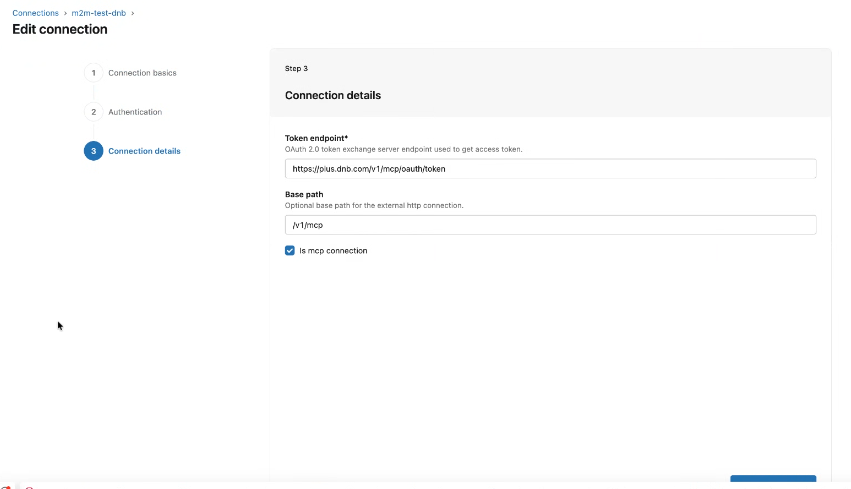 Connections › m2m-test-dnb ›
Edit connection
1 Connection basics
2 Authentication
3 Connection details
Step 3
Connection details
Token endpoint*
OAuth 2.0 token exchange server endpoint used to get access token.
https://plus.dnb.com/v1/mcp/oauth/token
Base path
Optional base path for the external http connection.
/v1/mcp
Is mcp connection